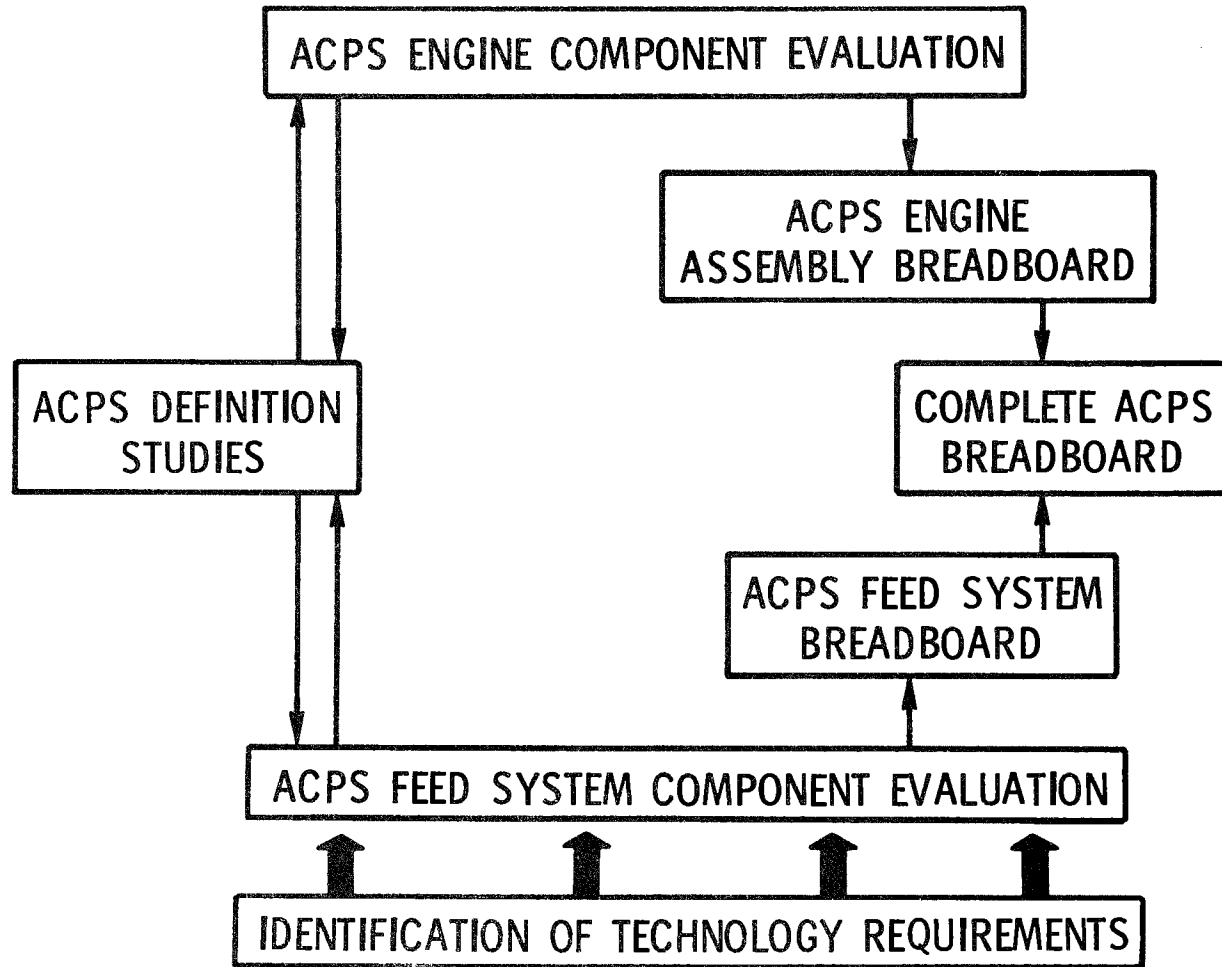 ACPS ENGINE COMPONENT EVALUATION
ACPS ENGINE
ASSEMBLY BREADBOARD
ACPS DEFINITION
STUDIES
COMPLETE ACPS
BREADBOARD
ACPS FEED SYSTEM
BREADBOARD
ACPS FEED SYSTEM COMPONENT EVALUATION
IDENTIFICATION OF TECHNOLOGY REQUIREMENTS